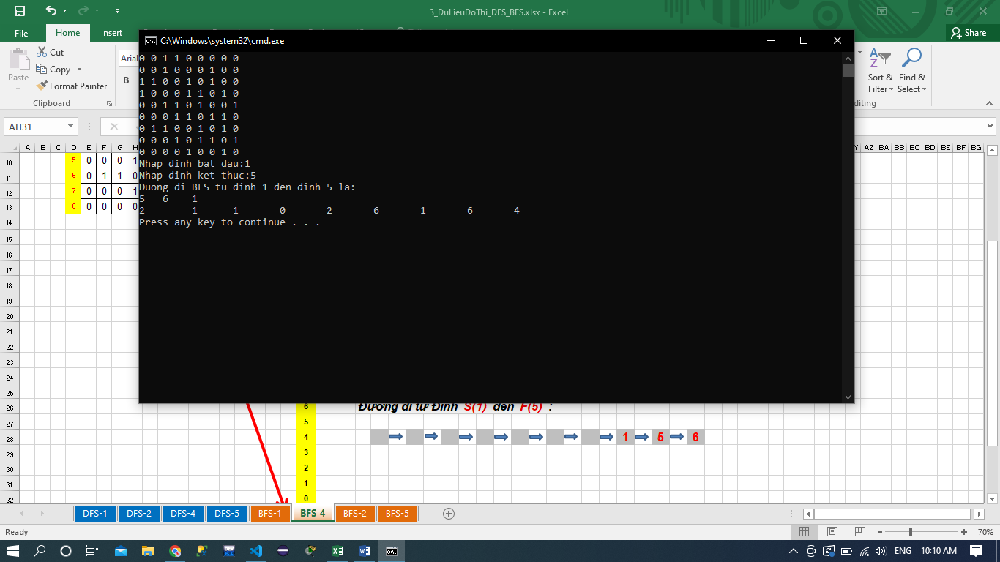 3_DuLieuDoThi_DFS_BFS.xlsx - Excel
File Home Insert Share
C:\Windows\system32\cmd.exe
Paste
Cut
Copy
Format Painter
Clipboard
Arial
B
Sort & Filter
Find & Select
AH31
A B C D E F G H
AZ BA BB BC BD BE BF BG
0 0 1 1 0 0 0 0 0
0 0 1 0 0 0 1 0 0
1 1 0 0 1 0 1 0 0
1 0 0 0 1 1 0 1 0
0 0 1 1 0 1 0 0 1
0 0 0 1 1 0 1 1 0
0 1 1 0 0 1 0 1 0
0 0 0 1 0 1 1 0 1
0 0 0 0 1 0 0 1 0
Nhap dinh bat dau:1
Nhap dinh ket thuc:5
Duong di BFS tu dinh 1 den dinh 5 la:
5 6 1
2 -1 1 0 2 6 1 6 4
Press any key to continue . . .
10 5 0 0 0 1
11 6 0 1 1 0
12 7 0 0 0 1
13 8 0 0 0 0
14
15
16
17
18
19
20
21
22
23
24
25
26 6 Đường đi từ Đỉnh S(1) đến F(5) :
27 5
28 4 1 5 6
29 3
30 2
31 1
32 0
DFS-1 DFS-2 DFS-4 DFS-5 BFS-1 BFS-4 BFS-2 BFS-5
Ready
70%
ENG 10:10 AM